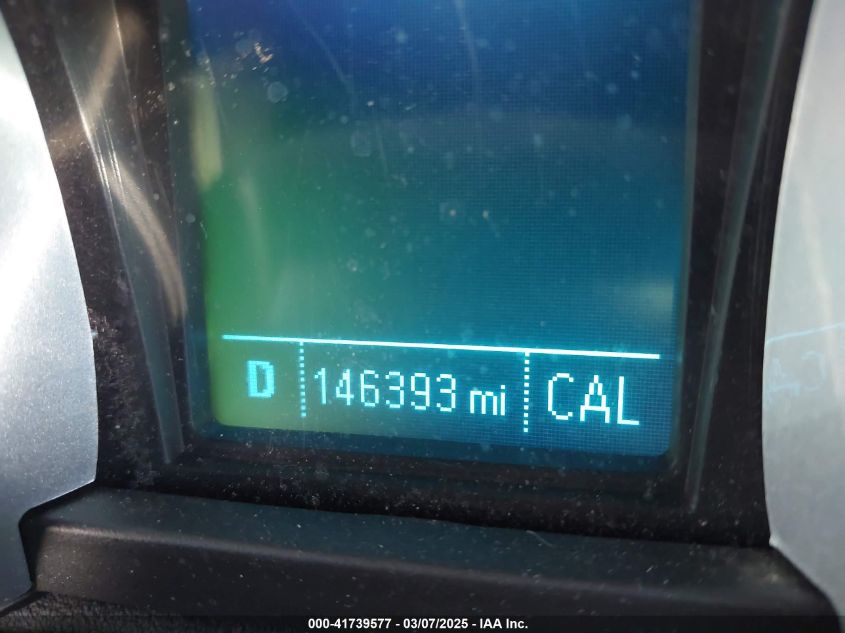 D 146393 mi CAL
000-41739577 — 03/07/2025 — IAA Inc.